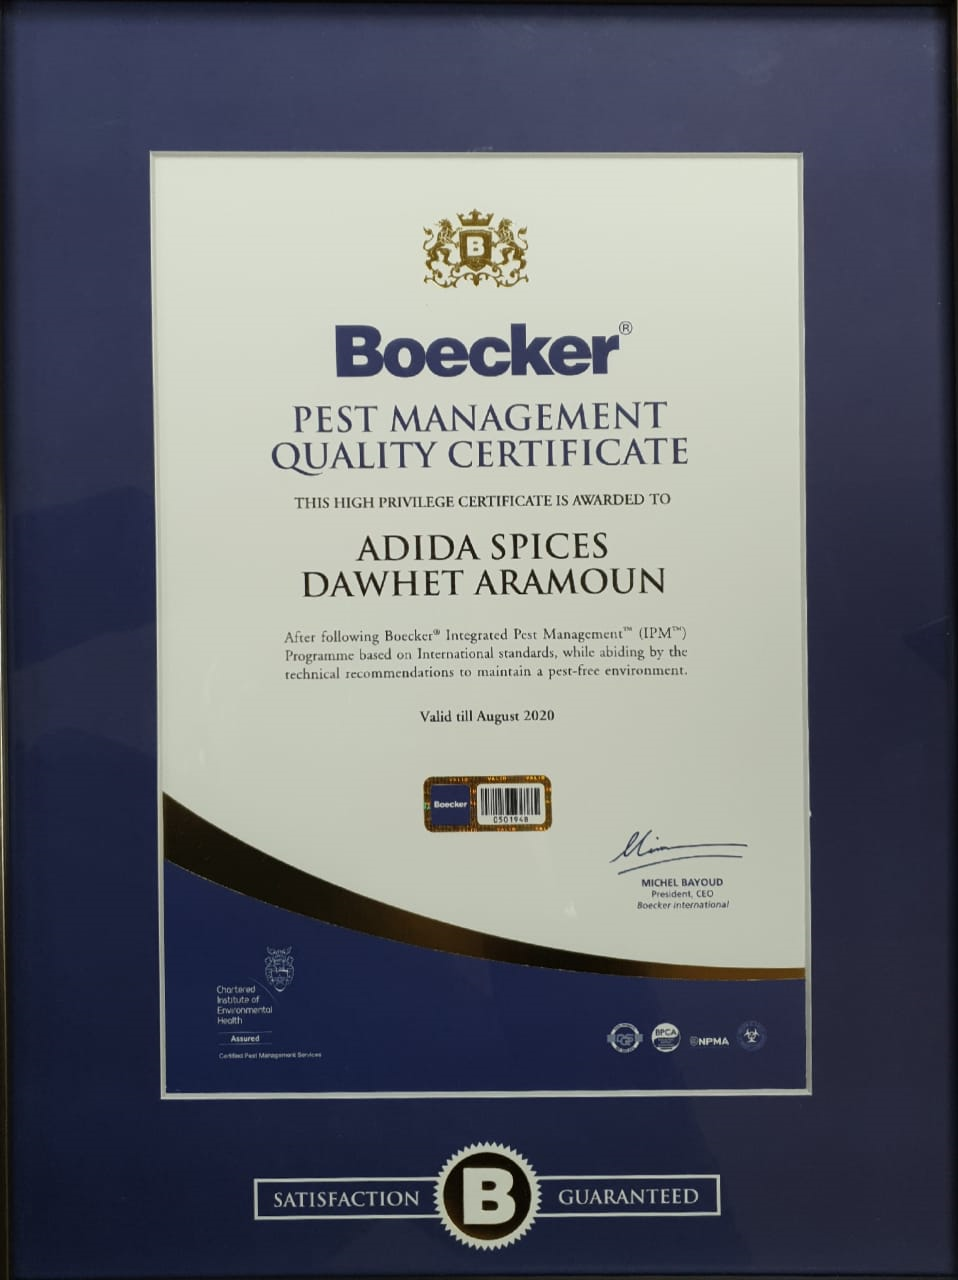 B
Boecker®
PEST MANAGEMENT
QUALITY CERTIFICATE
THIS HIGH PRIVILEGE CERTIFICATE IS AWARDED TO
ADIDA SPICES
DAWHET ARAMOUN
After following Boecker® Integrated Pest Management™ (IPM™)
Programme based on International standards, while abiding by the
technical recommendations to maintain a pest-free environment.
Valid till August 2020
VALID VALID VALID
Boecker
0501948
VALID
MICHEL BAYOUD
President, CEO
Boecker International
Chartered
Institute of
Environmental
Health
Assured
Certified Pest Management Services
BPCA
NPMA
SATISFACTION B GUARANTEED